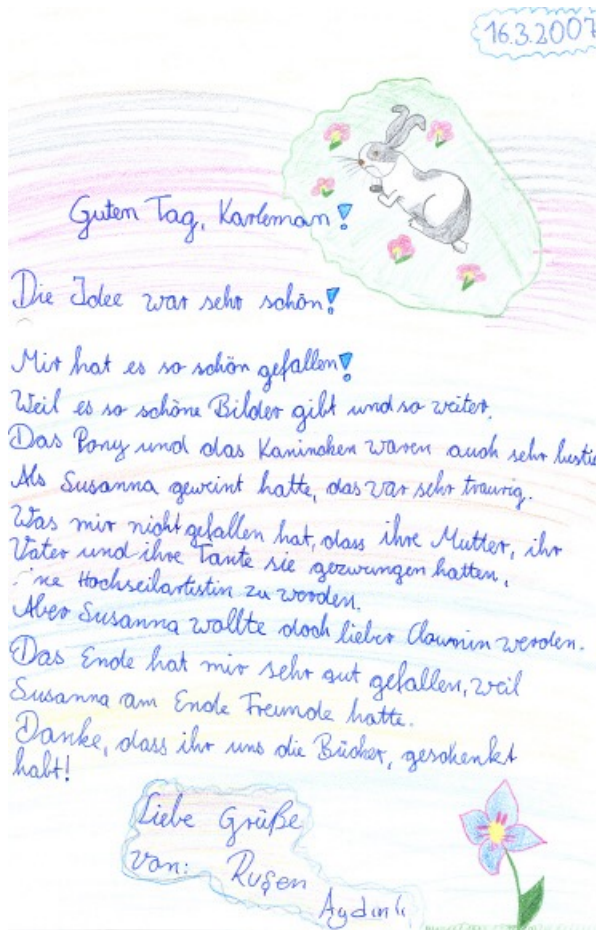 16.3.2007
Guten Tag, Karleman!
Die Idee war sehr schön!
Mir hat es so schön gefallen!
Weil es so schöne Bilder gibt und so weiter.
Das Pony und das Kaninchen waren auch sehr
Als Susanna geweint hatte, das war sehr traurig.
Was mir nicht gefallen hat, dass ihre Mutter, ihr
Vater und ihre Tante sie gezwungen hatten,
ne Hochseilartistin zu werden.
Aber Susanna wollte doch lieber Clownin werden.
Das Ende hat mir sehr gut gefallen, weil
Susanna am Ende Freunde hatte.
Danke, dass ihr uns die Bücher, geschenkt
habt!
Liebe Grüße
von: Ruşen
Aydınlı